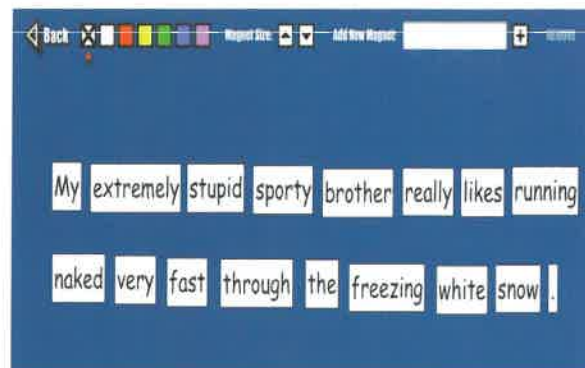 Back Magnet Size: Add New Magnet: +
My extremely stupid sporty brother really likes running
naked very fast through the freezing white snow .